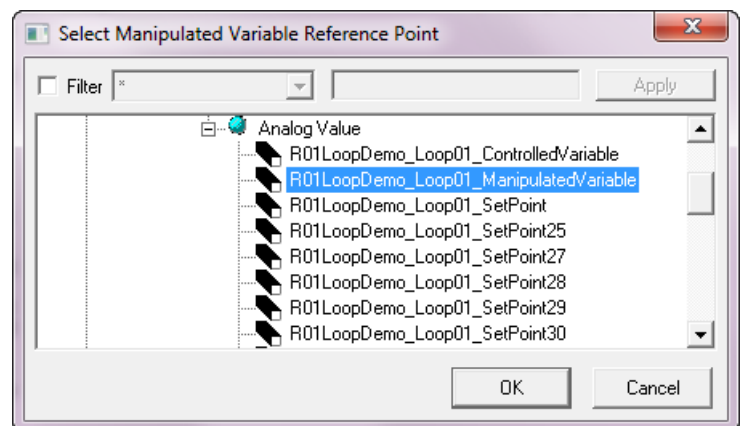 Select Manipulated Variable Reference Point
Filter * Apply
Analog Value
R01LoopDemo_Loop01_ControlledVariable
R01LoopDemo_Loop01_ManipulatedVariable
R01LoopDemo_Loop01_SetPoint
R01LoopDemo_Loop01_SetPoint25
R01LoopDemo_Loop01_SetPoint27
R01LoopDemo_Loop01_SetPoint28
R01LoopDemo_Loop01_SetPoint29
R01LoopDemo_Loop01_SetPoint30
OK Cancel